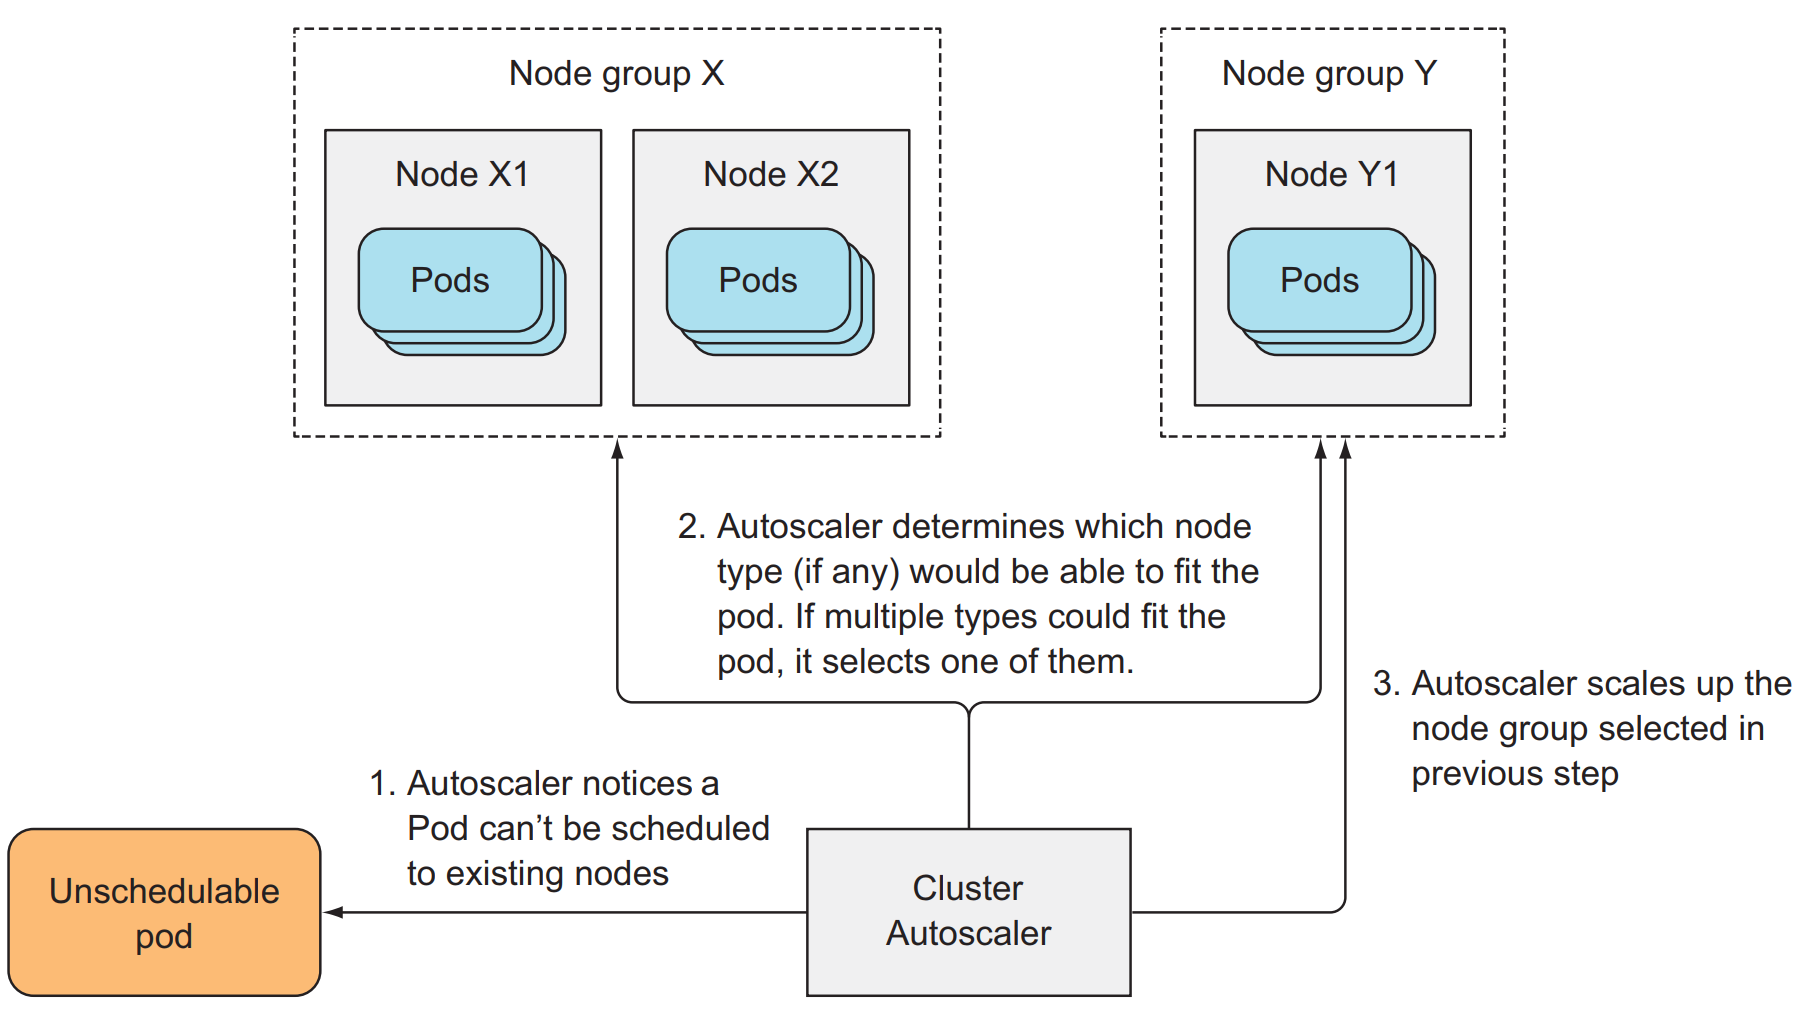 Node group X
Node group Y
Node X1
Node X2
Node Y1
Pods
Pods
Pods
2. Autoscaler determines which node
type (if any) would be able to fit the
pod. If multiple types could fit the
pod, it selects one of them.
3. Autoscaler scales up the
node group selected in
previous step
1. Autoscaler notices a
Pod can’t be scheduled
to existing nodes
Unschedulable
pod
Cluster
Autoscaler